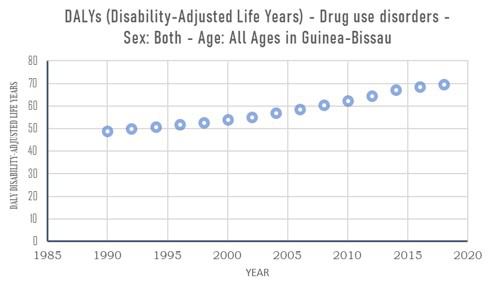 DALYs (Disability-Adjusted Life Years) - Drug use disorders -
Sex: Both - Age: All Ages in Guinea-Bissau
DALY DISABILITY-ADJUSTED LIFE YEARS
80
70
60
50
40
30
20
10
0
1985 1990 1995 2000 2005 2010 2015 2020
YEAR